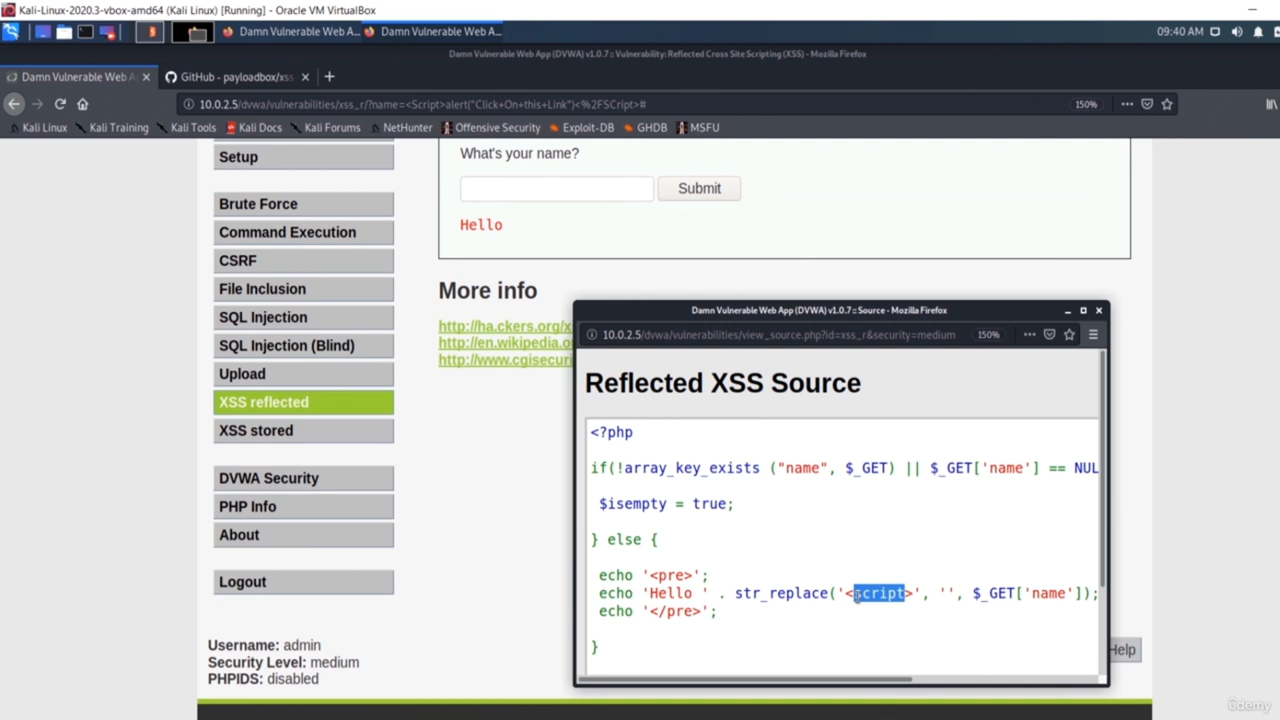 Kali-Linux-2020.3-vbox-amd64 (Kali Linux) [Running] - Oracle VM VirtualBox
Damn Vulnerable Web A... Damn Vulnerable Web A... 09:40 AM
Damn Vulnerable Web App (DVWA) v1.0.7 :: Vulnerability: Reflected Cross Site Scripting (XSS) - Mozilla Firefox
Damn Vulnerable Web A GitHub - payloadbox/xss
10.0.2.5/dvwa/vulnerabilities/xss_r/?name=<Script>alert("Click+On+this+Link")<%2FSCript># 150%
Kali Linux Kali Training Kali Tools Kali Docs Kali Forums NetHunter Offensive Security Exploit-DB GHDB MSFU
Setup
Brute Force
Command Execution
CSRF
File Inclusion
SQL Injection
SQL Injection (Blind)
Upload
XSS reflected
XSS stored
DVWA Security
PHP Info
About
Logout
Username: admin
Security Level: medium
PHPIDS: disabled
What's your name?
Submit
Hello
More info
http://ha.ckers.org/x
http://en.wikipedia.o
http://www.cgisecuri
Damn Vulnerable Web App (DVWA) v1.0.7 :: Source - Mozilla Firefox
10.0.2.5/dvwa/vulnerabilities/view_source.php?id=xss_r&security=medium 150%
Reflected XSS Source
<?php
if(!array_key_exists ("name", $_GET) || $_GET['name'] == NUL
$isempty = true;
} else {
echo '<pre>';
echo 'Hello ' . str_replace('<script>', '', $_GET['name']);
echo '</pre>';
}
Help
ûdemy